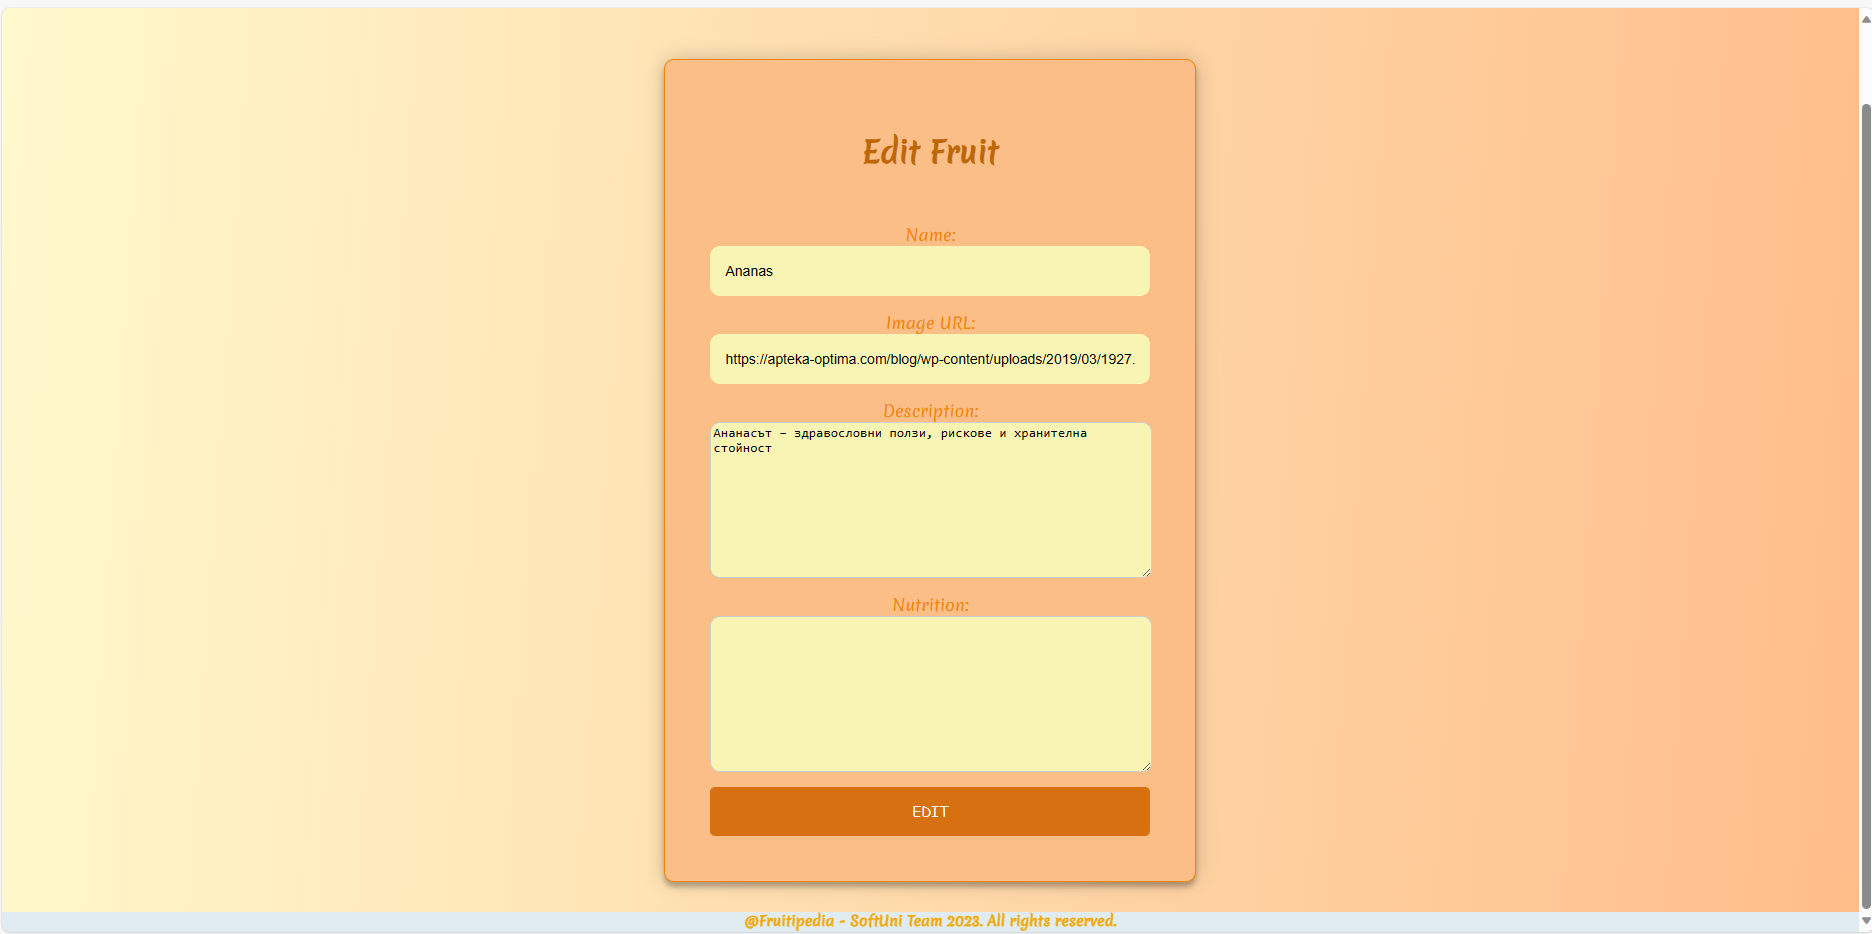 Edit Fruit
Name:
Ananas
Image URL:
https://apteka-optima.com/blog/wp-content/uploads/2019/03/1927.
Description:
Ананасът – здравословни ползи, рискове и хранителна
стойност
Nutrition:
EDIT
@Fruitipedia - SoftUni Team 2023. All rights reserved.